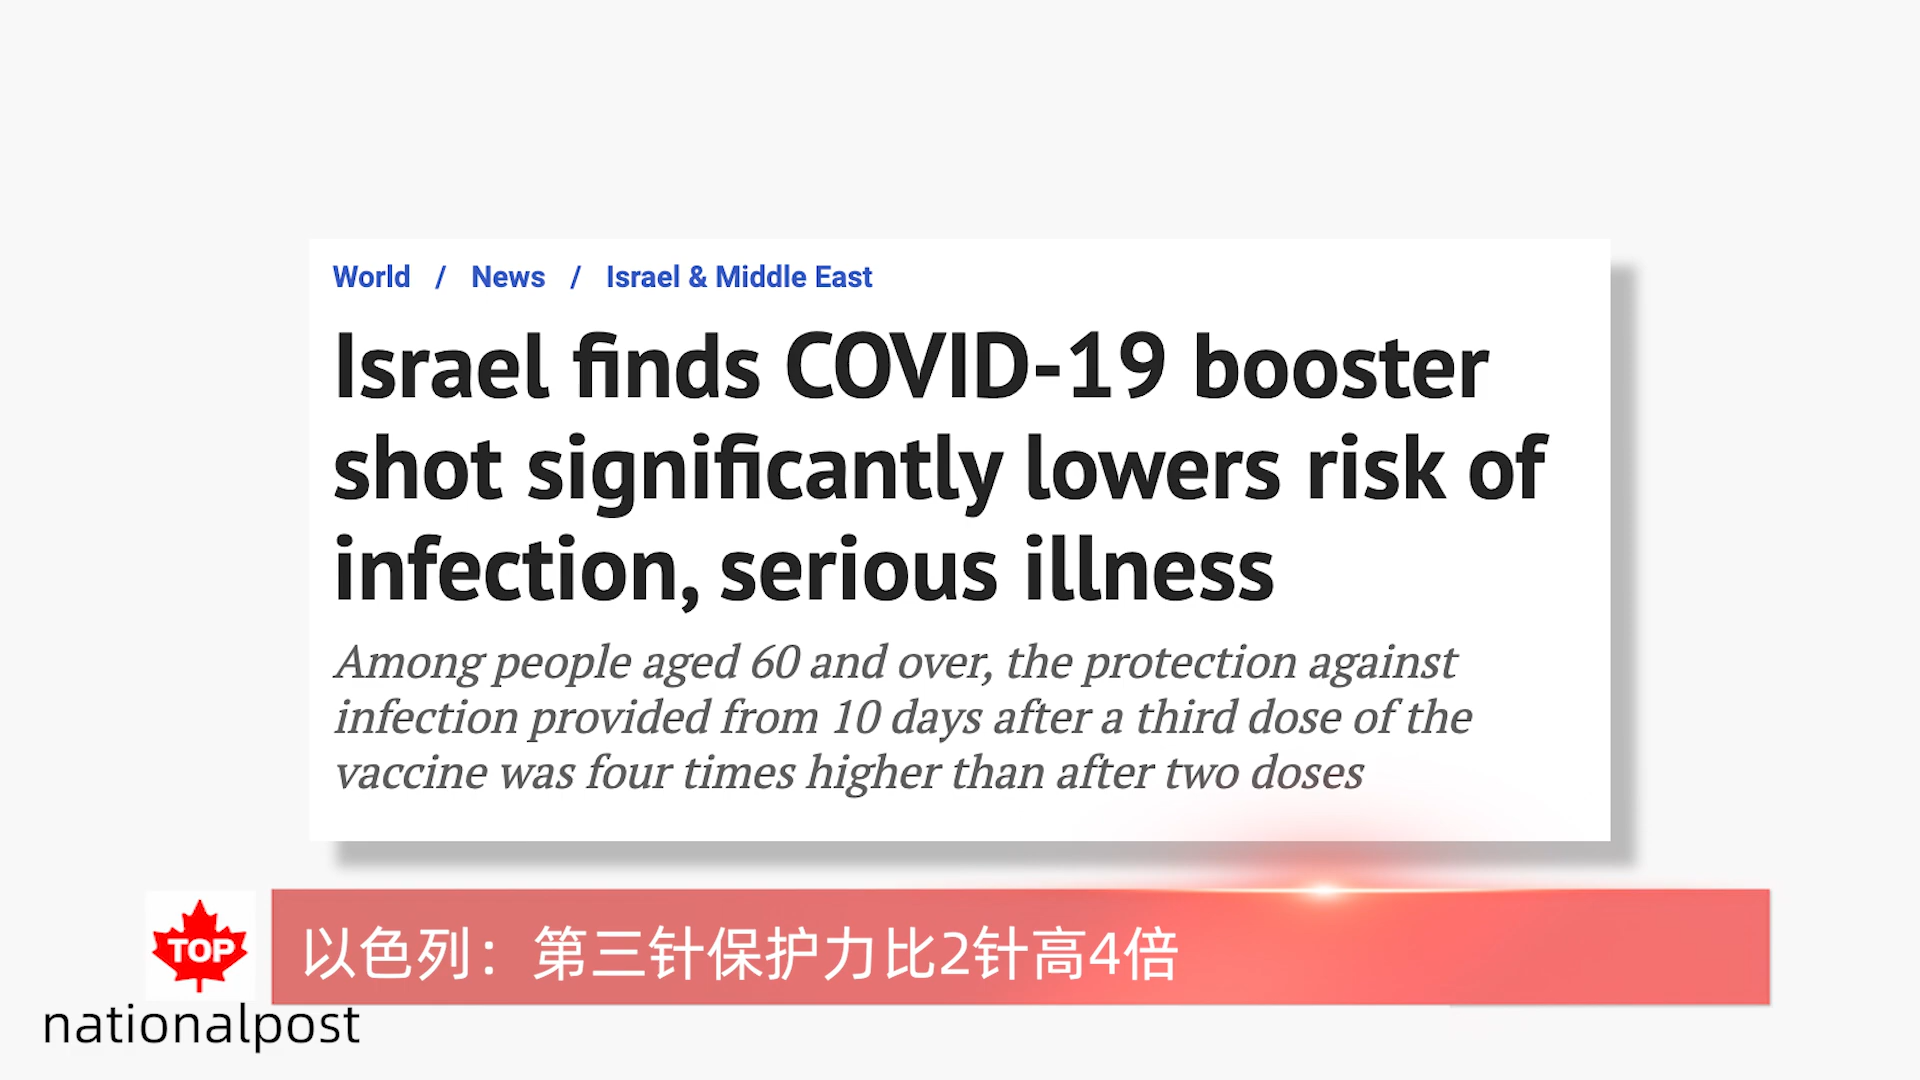 World / News / Israel & Middle East
Israel finds COVID-19 booster
shot significantly lowers risk of
infection, serious illness
Among people aged 60 and over, the protection against
infection provided from 10 days after a third dose of the
vaccine was four times higher than after two doses
TOP
以色列：第三针保护力比2针高4倍
nationalpost